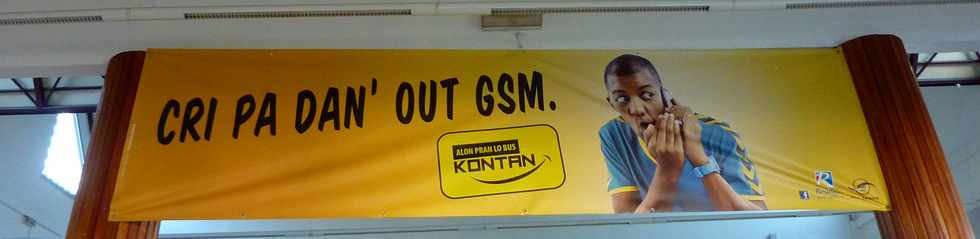 CRI PA DAN' OUT GSM.
ALON PRAN LO BUS
KONTAN
f